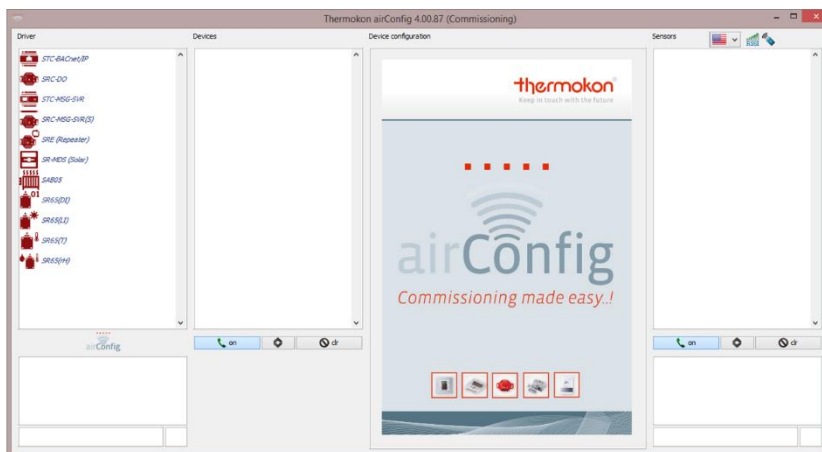 Thermokon airConfig 4.00.87 (Commissioning)
Driver
Devices
Device configuration
Sensors
STC-BACnet/IP
SRC-DO
STC-MSG-SVR
SRC-MSG-SVR(S)
SRE (Repeater)
SR-MDS (Solar)
SAB05
01
SR65(DI)
SR65(LI)
SR65(T)
SR65(rH)
airConfig
on
clr
thermokon
Keep in touch with the future
airConfig
Commissioning made easy..!
on
clr